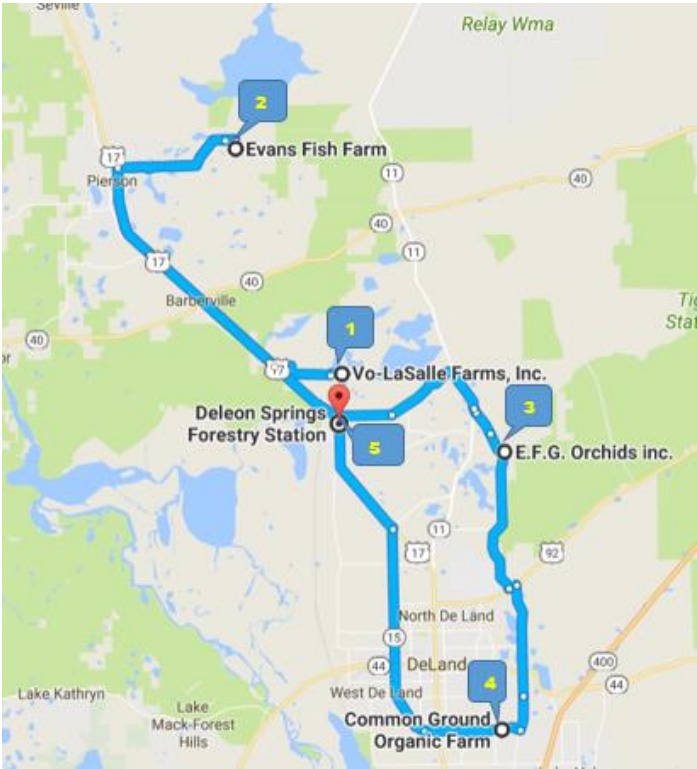 Seville
Relay Wma
2
17
Evans Fish Farm
Pierson
11
40
40
11
17
40
Barberville
1
Tig
Stat
40
or
17
Vo-LaSalle Farms, Inc.
3
Deleon Springs
Forestry Station
5
E.F.G. Orchids inc.
11
17
92
North De Land
15
44
DeLand
400
44
4
West De Land
Lake Kathryn
Lake
Mack-Forest
Hills
Common Ground
Organic Farm